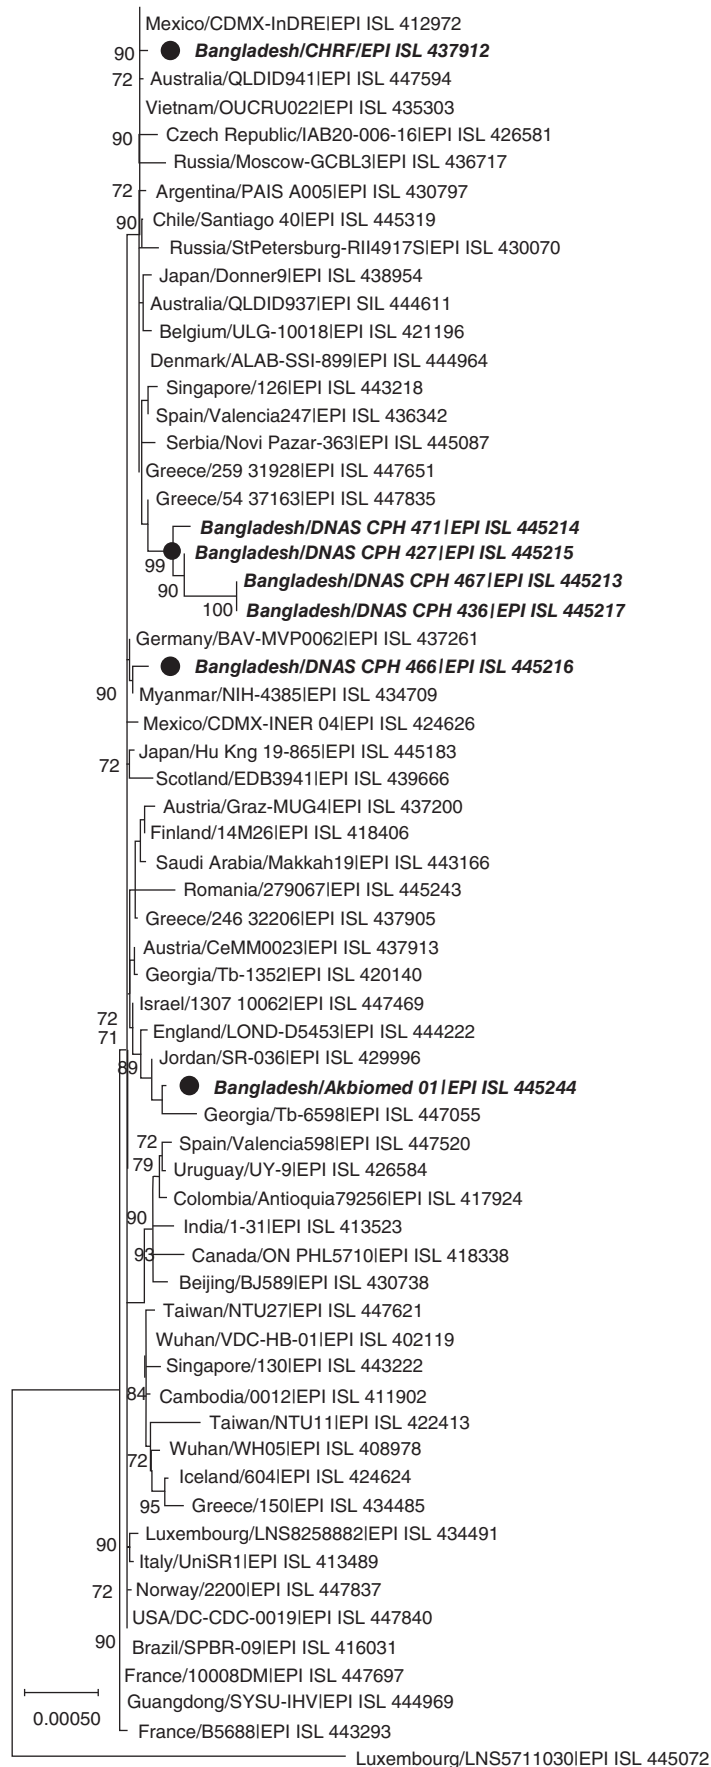 Mexico/CDMX-InDRE|EPI ISL 412972
90
Bangladesh/CHRF/EPI ISL 437912
72
Australia/QLDID941|EPI ISL 447594
Vietnam/OUCRU022|EPI ISL 435303
90
Czech Republic/IAB20-006-16|EPI ISL 426581
Russia/Moscow-GCBL3|EPI ISL 436717
72
Argentina/PAIS A005|EPI ISL 430797
90
Chile/Santiago 40|EPI ISL 445319
Russia/StPetersburg-RII4917S|EPI ISL 430070
Japan/Donner9|EPI ISL 438954
Australia/QLDID937|EPI SIL 444611
Belgium/ULG-10018|EPI ISL 421196
Denmark/ALAB-SSI-899|EPI ISL 444964
Singapore/126|EPI ISL 443218
Spain/Valencia247|EPI ISL 436342
Serbia/Novi Pazar-363|EPI ISL 445087
Greece/259 31928|EPI ISL 447651
Greece/54 37163|EPI ISL 447835
Bangladesh/DNAS CPH 471|EPI ISL 445214
Bangladesh/DNAS CPH 427|EPI ISL 445215
99
90
Bangladesh/DNAS CPH 467|EPI ISL 445213
100
Bangladesh/DNAS CPH 436|EPI ISL 445217
Germany/BAV-MVP0062|EPI ISL 437261
Bangladesh/DNAS CPH 466|EPI ISL 445216
90
Myanmar/NIH-4385|EPI ISL 434709
Mexico/CDMX-INER 04|EPI ISL 424626
Japan/Hu Kng 19-865|EPI ISL 445183
72
Scotland/EDB3941|EPI ISL 439666
Austria/Graz-MUG4|EPI ISL 437200
Finland/14M26|EPI ISL 418406
Saudi Arabia/Makkah19|EPI ISL 443166
Romania/279067|EPI ISL 445243
Greece/246 32206|EPI ISL 437905
Austria/CeMM0023|EPI ISL 437913
Georgia/Tb-1352|EPI ISL 420140
Israel/1307 10062|EPI ISL 447469
72
71
England/LOND-D5453|EPI ISL 444222
89
Jordan/SR-036|EPI ISL 429996
Bangladesh/Akbiomed 01|EPI ISL 445244
Georgia/Tb-6598|EPI ISL 447055
72
Spain/Valencia598|EPI ISL 447520
79
Uruguay/UY-9|EPI ISL 426584
Colombia/Antioquia79256|EPI ISL 417924
90
India/1-31|EPI ISL 413523
93
Canada/ON PHL5710|EPI ISL 418338
Beijing/BJ589|EPI ISL 430738
Taiwan/NTU27|EPI ISL 447621
Wuhan/VDC-HB-01|EPI ISL 402119
Singapore/130|EPI ISL 443222
84
Cambodia/0012|EPI ISL 411902
Taiwan/NTU11|EPI ISL 422413
72
Wuhan/WH05|EPI ISL 408978
Iceland/604|EPI ISL 424624
95
Greece/150|EPI ISL 434485
Luxembourg/LNS8258882|EPI ISL 434491
90
Italy/UniSR1|EPI ISL 413489
72
Norway/2200|EPI ISL 447837
USA/DC-CDC-0019|EPI ISL 447840
90
Brazil/SPBR-09|EPI ISL 416031
France/10008DM|EPI ISL 447697
Guangdong/SYSU-IHV|EPI ISL 444969
0.00050
France/B5688|EPI ISL 443293
Luxembourg/LNS5711030|EPI ISL 445072